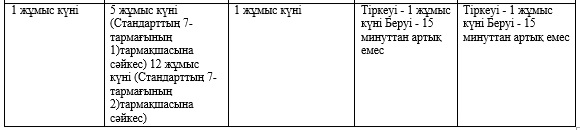 1 жұмыс күні
5 жұмыс күні
(Стандарттың 7-
тармағының
1)тармақшасына
сәйкес) 12 жұмыс
күні (Стандарттың 7-
тармағының
2)тармақшасына
сәйкес)
1 жұмыс күні
Тіркеуі - 1 жұмыс
күні Беруі - 15
минуттан артық
емес
Тіркеуі - 1 жұмыс
күні Беруі - 15
минуттан артық емес